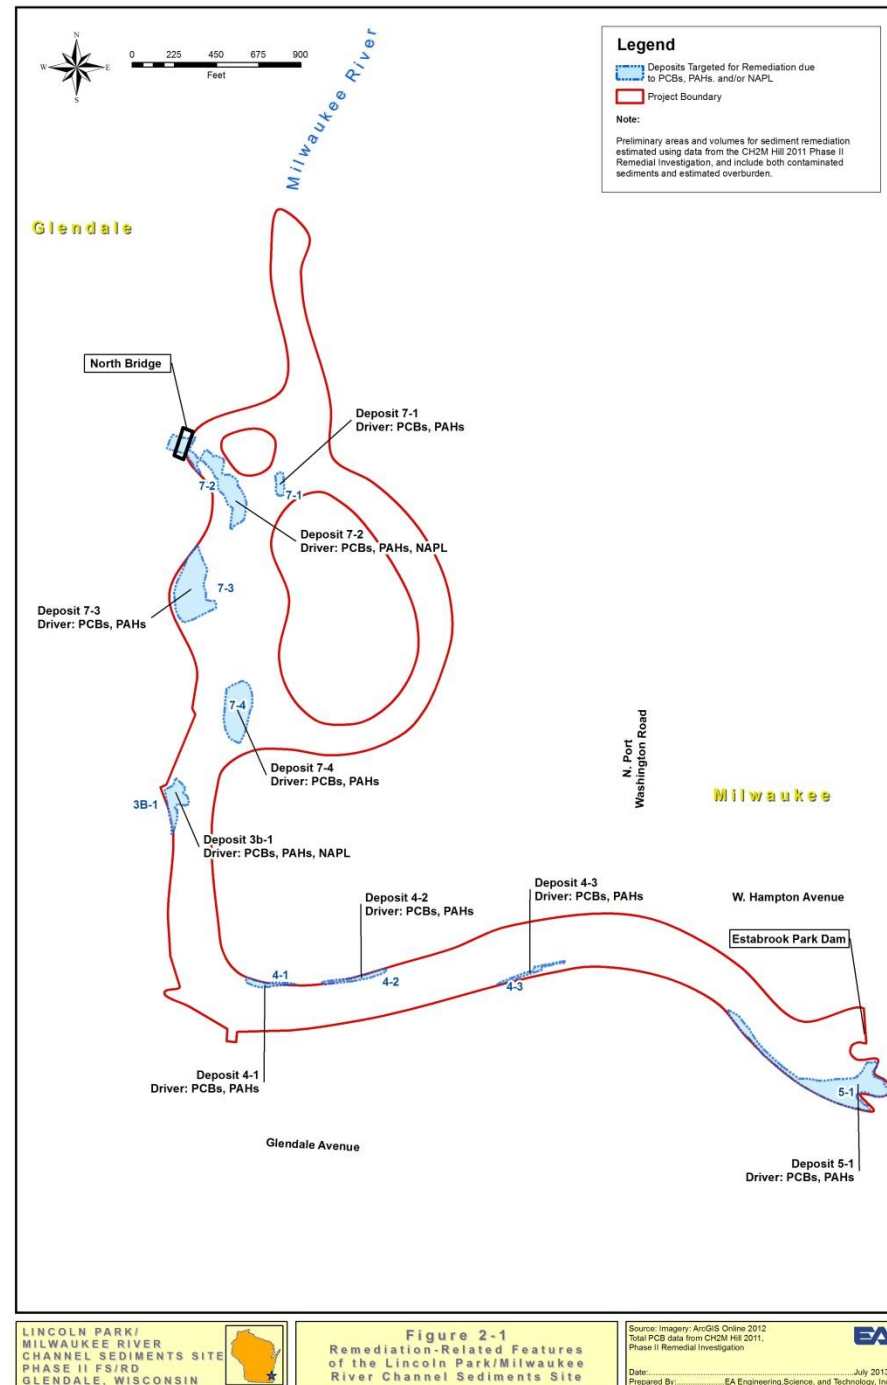 N
W
E
S
0 225 450 675 900
Feet
Milwaukee River
Legend
Deposits Targeted for Remediation due
to PCBs, PAHs. and/or NAPL
Project Boundary
Note:
Preliminary areas and volumes for sediment remediation
estimated using data from the CH2M Hill 2011 Phase II
Remedial Investigation, and include both contaminated
sediments and estimated overburden.
Glendale
North Bridge
Deposit 7-1
Driver: PCBs, PAHs
7-2
7-1
Deposit 7-2
Driver: PCBs, PAHs, NAPL
7-3
Deposit 7-3
Driver: PCBs, PAHs
7-4
N. Port
Washington Road
Deposit 7-4
Driver: PCBs, PAHs
Milwaukee
3B-1
Deposit 3b-1
Driver: PCBs, PAHs, NAPL
Deposit 4-2
Driver: PCBs, PAHs
Deposit 4-3
Driver: PCBs, PAHs
W. Hampton Avenue
Estabrook Park Dam
4-1
4-2
4-3
Deposit 4-1
Driver: PCBs, PAHs
5-1
Glendale Avenue
Deposit 5-1
Driver: PCBs, PAHs
LINCOLN PARK/
MILWAUKEE RIVER
CHANNEL SEDIMENTS SITE
PHASE II FS/RD
GLENDALE, WISCONSIN
Figure 2-1
Remediation-Related Features
of the Lincoln Park/Milwaukee
River Channel Sediments Site
Source: Imagery: ArcGIS Online 2012
Total PCB data from CH2M Hill 2011,
Phase II Remedial Investigation
EA
Date:.....................................................................July 201
Prepared By:.................EA Engineering,Science, and Technology, In